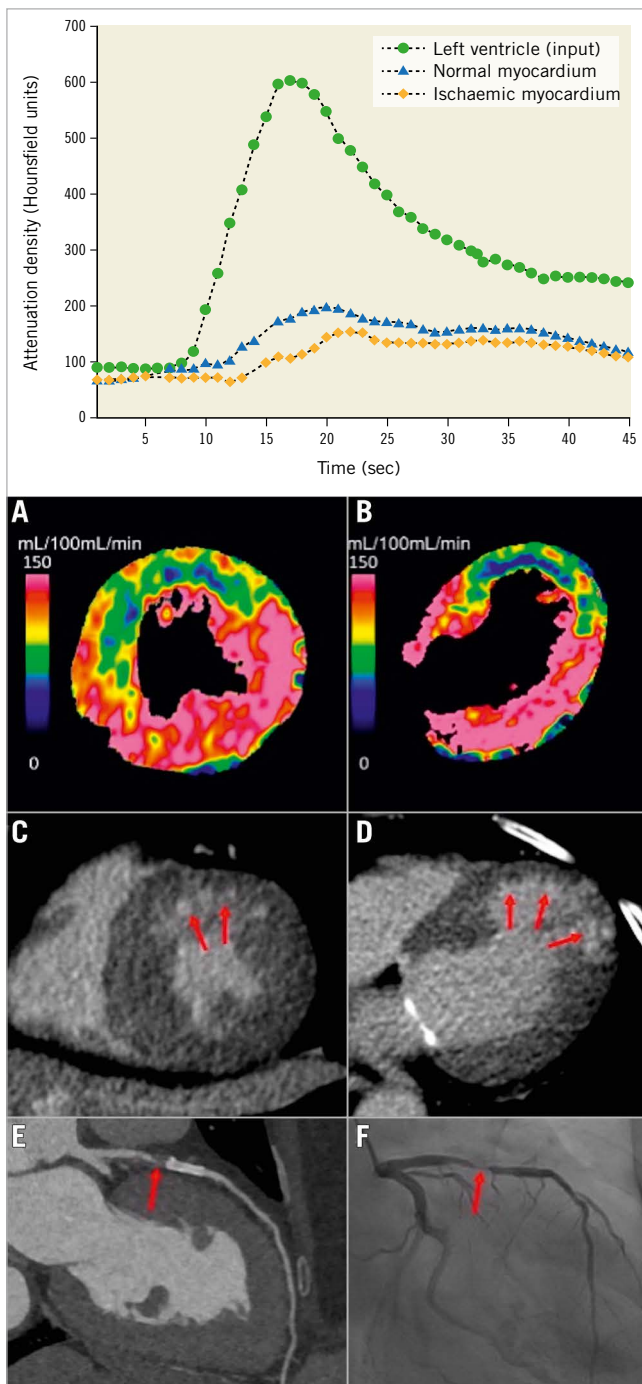 700
600
500
400
300
200
100
0
Attenuation density (Hounsfield units)
Left ventricle (input)
Normal myocardium
Ischaemic myocardium
5 10 15 20 25 30 35 40 45
Time (sec)
A
mL/100mL/min
150
0
B
mL/100mL/min
150
0
C
D
E
F